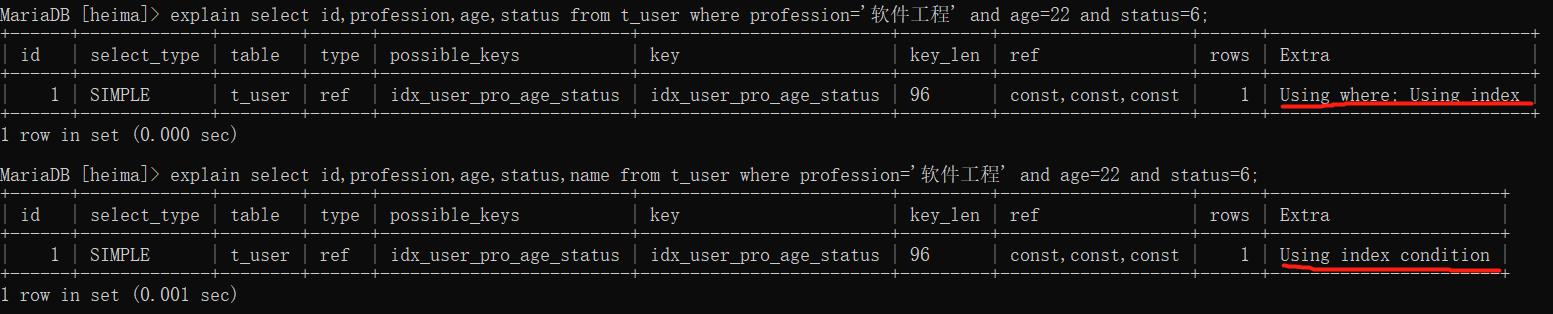 MariaDB [heima]> explain select id,profession,age,status from t_user where profession='软件工程' and age=22 and status=6;
+------+-------------+--------+------+-------------------------+-------------------------+---------+-------------------+------+--------------------------+
| id   | select_type | table  | type | possible_keys           | key                     | key_len | ref               | rows | Extra                    |
+------+-------------+--------+------+-------------------------+-------------------------+---------+-------------------+------+--------------------------+
|    1 | SIMPLE      | t_user | ref  | idx_user_pro_age_status | idx_user_pro_age_status | 96      | const,const,const |    1 | Using where; Using index |
+------+-------------+--------+------+-------------------------+-------------------------+---------+-------------------+------+--------------------------+
1 row in set (0.000 sec)
MariaDB [heima]> explain select id,profession,age,status,name from t_user where profession='软件工程' and age=22 and status=6;
+------+-------------+--------+------+-------------------------+-------------------------+---------+-------------------+------+-----------------------+
| id   | select_type | table  | type | possible_keys           | key                     | key_len | ref               | rows | Extra                 |
+------+-------------+--------+------+-------------------------+-------------------------+---------+-------------------+------+-----------------------+
|    1 | SIMPLE      | t_user | ref  | idx_user_pro_age_status | idx_user_pro_age_status | 96      | const,const,const |    1 | Using index condition |
+------+-------------+--------+------+-------------------------+-------------------------+---------+-------------------+------+-----------------------+
1 row in set (0.001 sec)